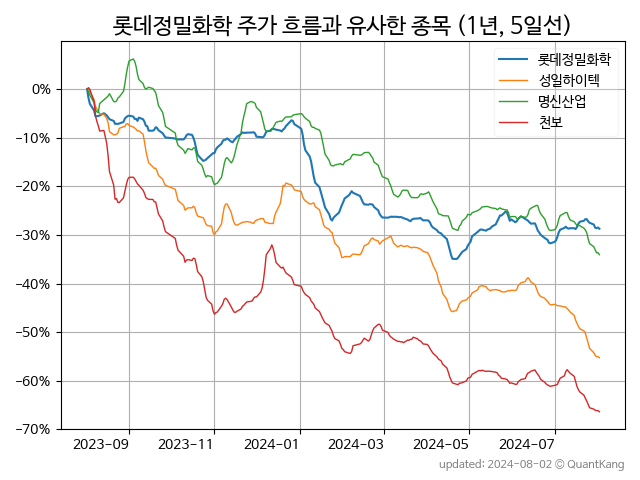 롯데정밀화학 주가 흐름과 유사한 종목 (1년, 5일선)
롯데정밀화학
성일하이텍
명신산업
천보
0%
−10%
−20%
−30%
−40%
−50%
−60%
−70%
2023-09
2023-11
2024-01
2024-03
2024-05
2024-07
updated: 2024-08-02 © QuantKang